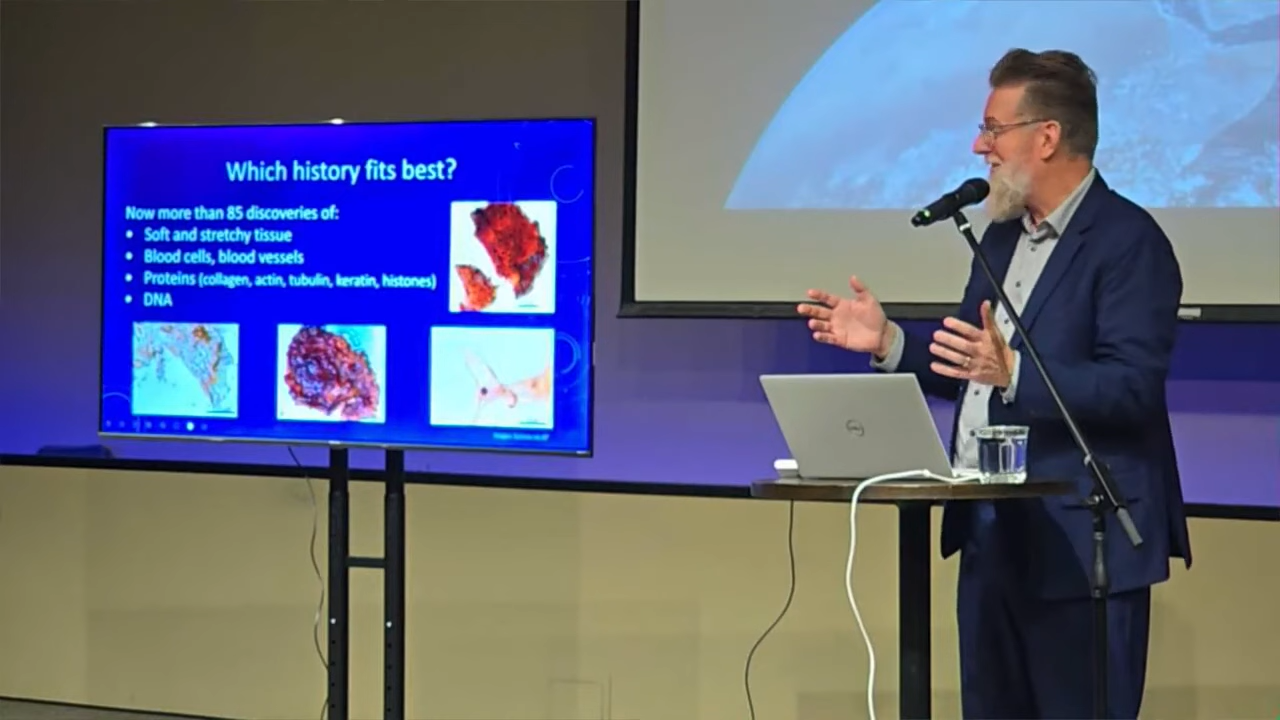 Which history fits best?
Now more than 85 discoveries of:
• Soft and stretchy tissue
• Blood cells, blood vessels
• Proteins (collagen, actin, tubulin, keratin, histones)
• DNA
DELL